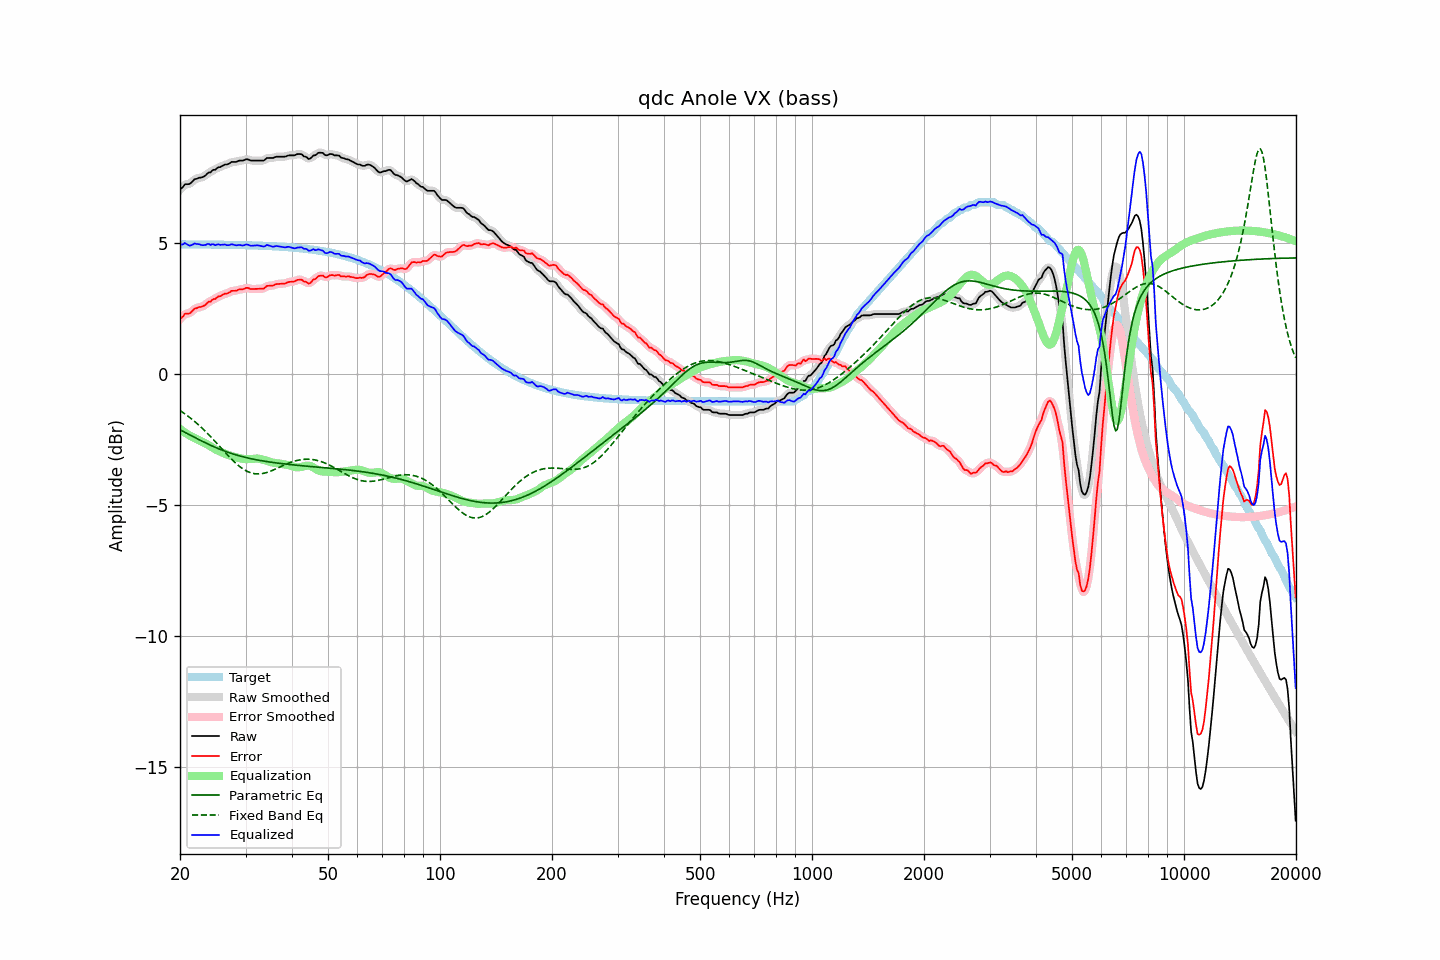 qdc Anole VX (bass)
Amplitude (dBr)
5
0
−5
−10
−15
Target
Raw Smoothed
Error Smoothed
Raw
Error
Equalization
Parametric Eq
Fixed Band Eq
Equalized
20 50 100 200 500 1000 2000 5000 10000 20000
Frequency (Hz)